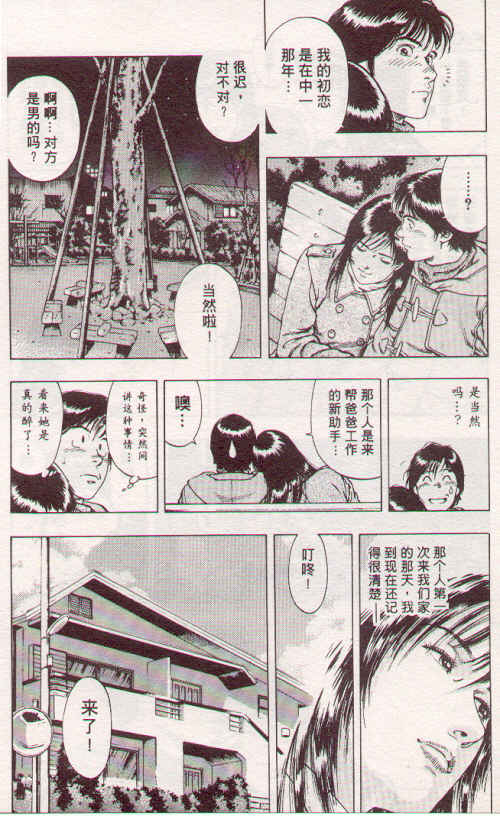 我的初恋
是在中一
那年…
很迟，
对不对？
啊啊…对方
是男的吗？
……？
当然啦！
是当然
吗…？
那个人是来
帮爸爸工作
的新助手…
噢…
奇怪…突然间
讲这种事情…
看来她是
真的醉了…
那个人第一
次来我们家
的那天，我
到现在还记
得很清楚—
叮咚！
来了！